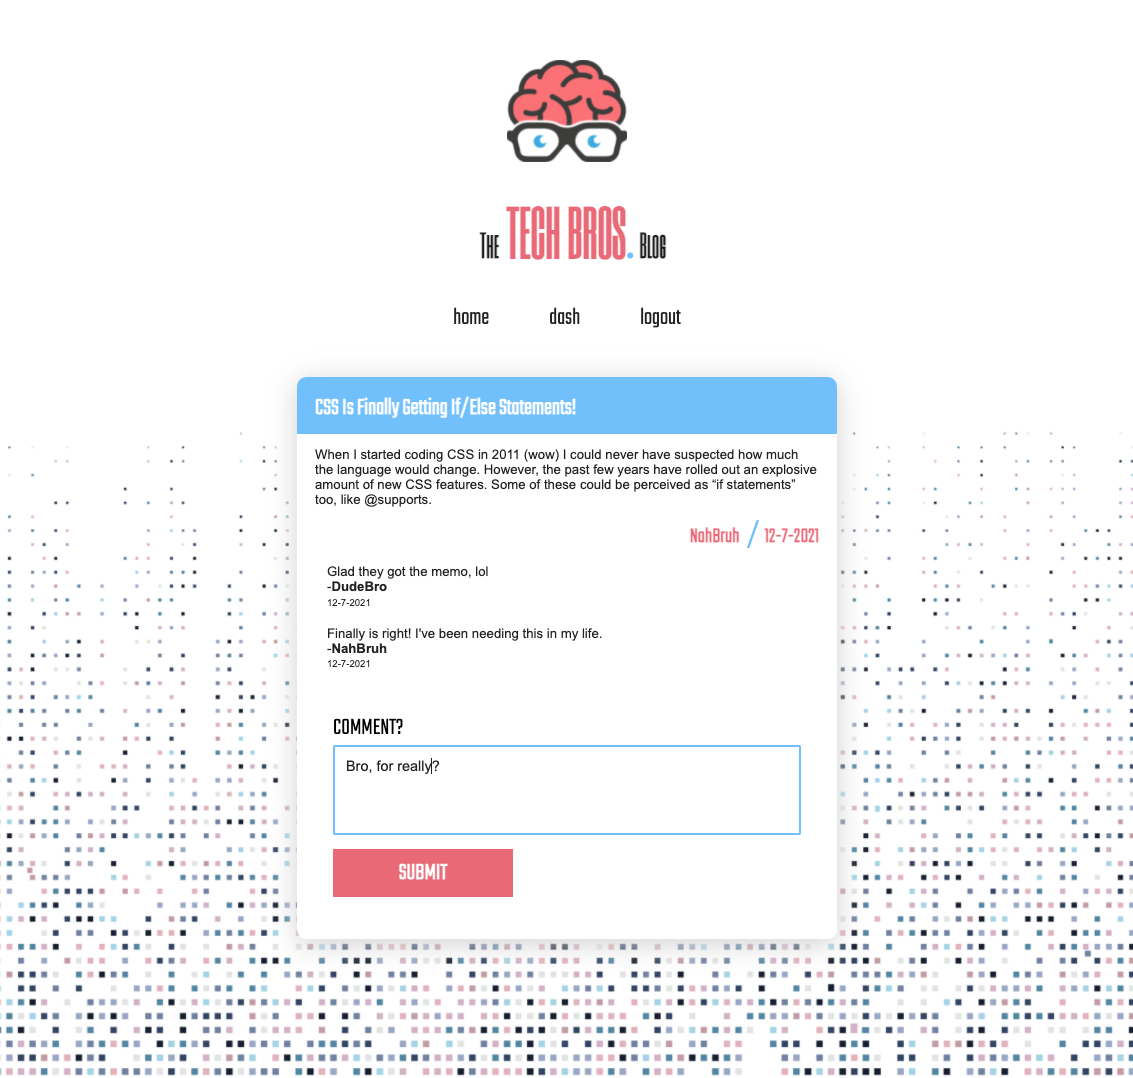 The TECH BROS. Blog
home dash logout
CSS Is Finally Getting If/Else Statements!
When I started coding CSS in 2011 (wow) I could never have suspected how much
the language would change. However, the past few years have rolled out an explosive
amount of new CSS features. Some of these could be perceived as “if statements”
too, like @supports.
NahBruh / 12-7-2021
Glad they got the memo, lol
-DudeBro
12-7-2021
Finally is right! I've been needing this in my life.
-NahBruh
12-7-2021
COMMENT?
Bro, for really?
SUBMIT